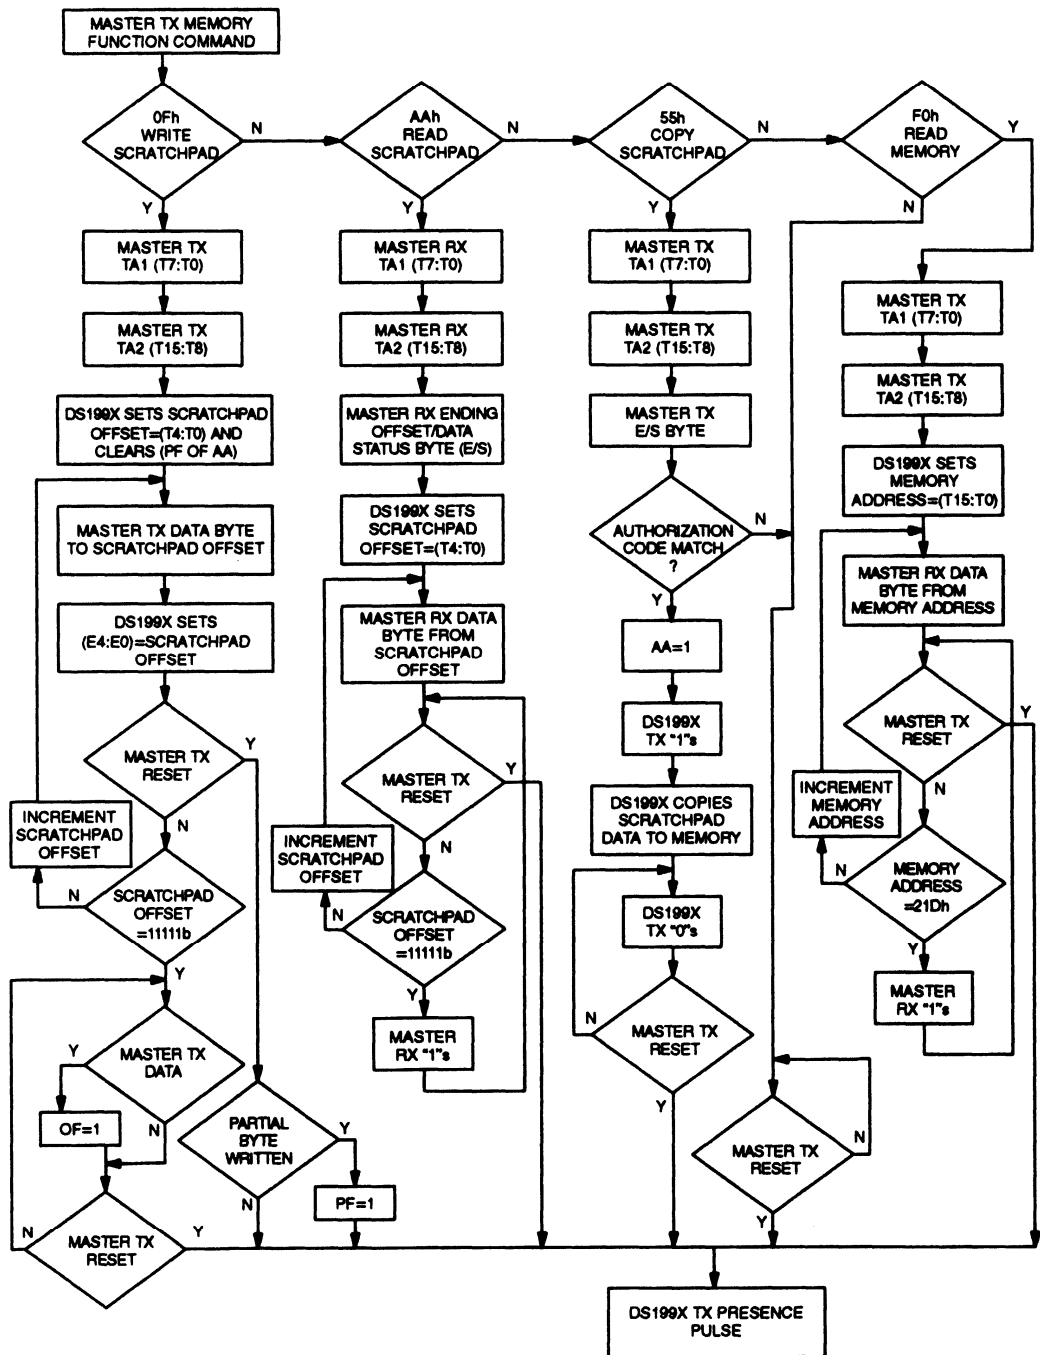 MASTER TX MEMORY
FUNCTION COMMAND
0Fh
WRITE
SCRATCHPAD
N
Y
MASTER TX
TA1 (T7:T0)
MASTER TX
TA2 (T15:T8)
DS199X SETS SCRATCHPAD
OFFSET=(T4:T0) AND
CLEARS (PF OF AA)
MASTER TX DATA BYTE
TO SCRATCHPAD OFFSET
DS199X SETS
(E4:E0)=SCRATCHPAD
OFFSET
MASTER TX
RESET
Y
N
INCREMENT
SCRATCHPAD
OFFSET
SCRATCHPAD
OFFSET
=11111b
N
Y
MASTER TX
DATA
Y
N
OF=1
MASTER TX
RESET
N
Y
PARTIAL
BYTE
WRITTEN
Y
N
PF=1
AAh
READ
SCRATCHPAD
N
Y
MASTER RX
TA1 (T7:T0)
MASTER RX
TA2 (T15:T8)
MASTER RX ENDING
OFFSET/DATA
STATUS BYTE (E/S)
DS199X SETS
SCRATCHPAD
OFFSET=(T4:T0)
MASTER RX DATA
BYTE FROM
SCRATCHPAD
OFFSET
MASTER TX
RESET
Y
N
INCREMENT
SCRATCHPAD
OFFSET
SCRATCHPAD
OFFSET
=11111b
N
Y
MASTER
RX "1"s
55h
COPY
SCRATCHPAD
N
Y
MASTER TX
TA1 (T7:T0)
MASTER TX
TA2 (T15:T8)
MASTER TX
E/S BYTE
AUTHORIZATION
CODE MATCH
?
N
Y
AA=1
DS199X
TX "1"s
DS199X COPIES
SCRATCHPAD
DATA TO MEMORY
DS199X
TX "0"s
MASTER TX
RESET
N
Y
F0h
READ
MEMORY
Y
N
MASTER TX
TA1 (T7:T0)
MASTER TX
TA2 (T15:T8)
DS199X SETS
MEMORY
ADDRESS=(T15:T0)
MASTER RX DATA
BYTE FROM
MEMORY ADDRESS
MASTER TX
RESET
Y
N
INCREMENT
MEMORY
ADDRESS
MEMORY
ADDRESS
=21Dh
N
Y
MASTER
RX "1"s
MASTER TX
RESET
N
Y
DS199X TX PRESENCE
PULSE